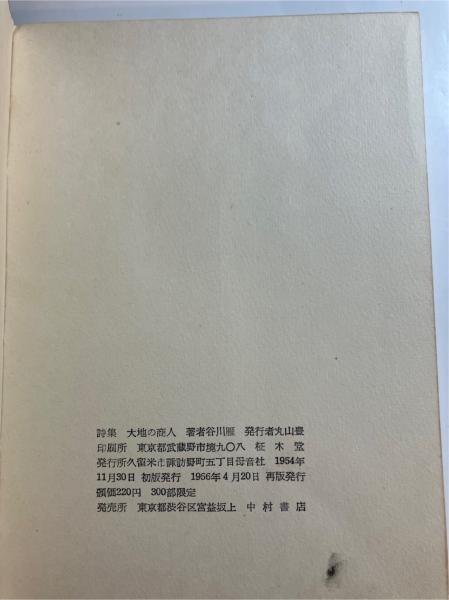 詩集　大地の商人　著者谷川雁　発行者丸山豊
印刷所　東京都武蔵野市境九〇八　柾木堂
発行所久留米市諏訪野町五丁目母音社　1954年
11月30日 初版発行　1956年4月20日 再版発行
頒価220円　300部限定
発売所　東京都渋谷区宮益坂上　中村書店